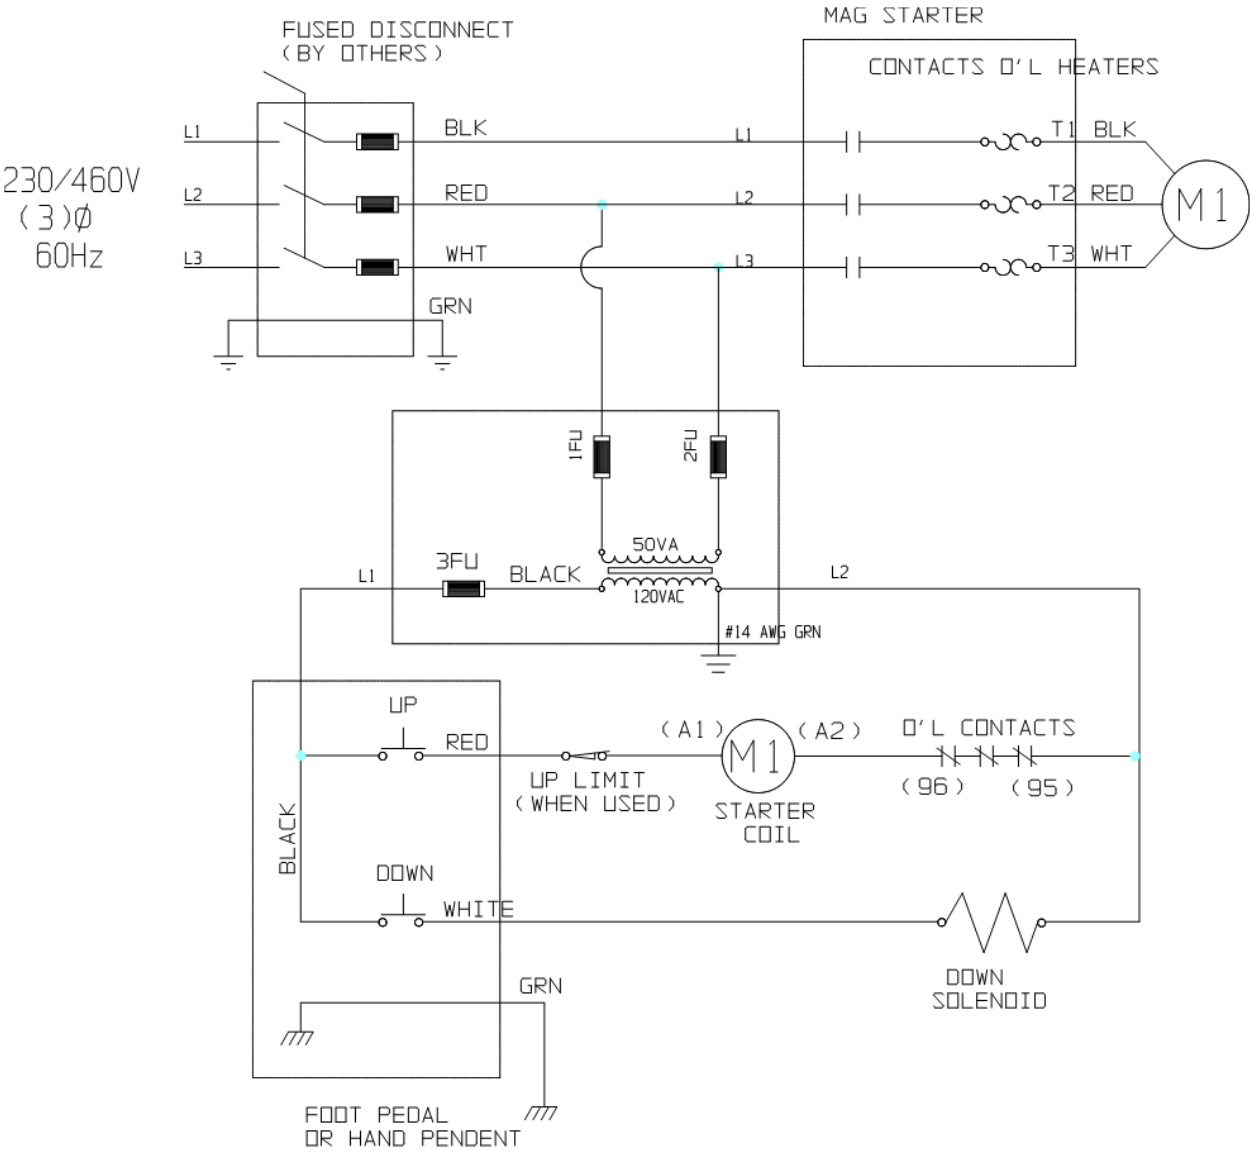 MAG STARTER
FUSED DISCONNECT
(BY OTHERS)
CONTACTS O'L HEATERS
L1
BLK
L1
T1 BLK
230/460V
(3)Ø
60Hz
L2
RED
L2
T2 RED
M1
L3
WHT
L3
T3 WHT
GRN
1FU
2FU
50VA
3FU
L1
BLACK
120VAC
L2
#14 AWG GRN
UP
RED
(A1)
M1
(A2)
O'L CONTACTS
UP LIMIT
(WHEN USED)
(96)
(95)
STARTER
COIL
BLACK
DOWN
WHITE
DOWN
SOLENOID
GRN
FOOT PEDAL
OR HAND PENDENT